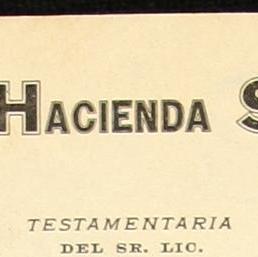 HACIENDA S
TESTAMENTARIA
DEL SR. LIC.